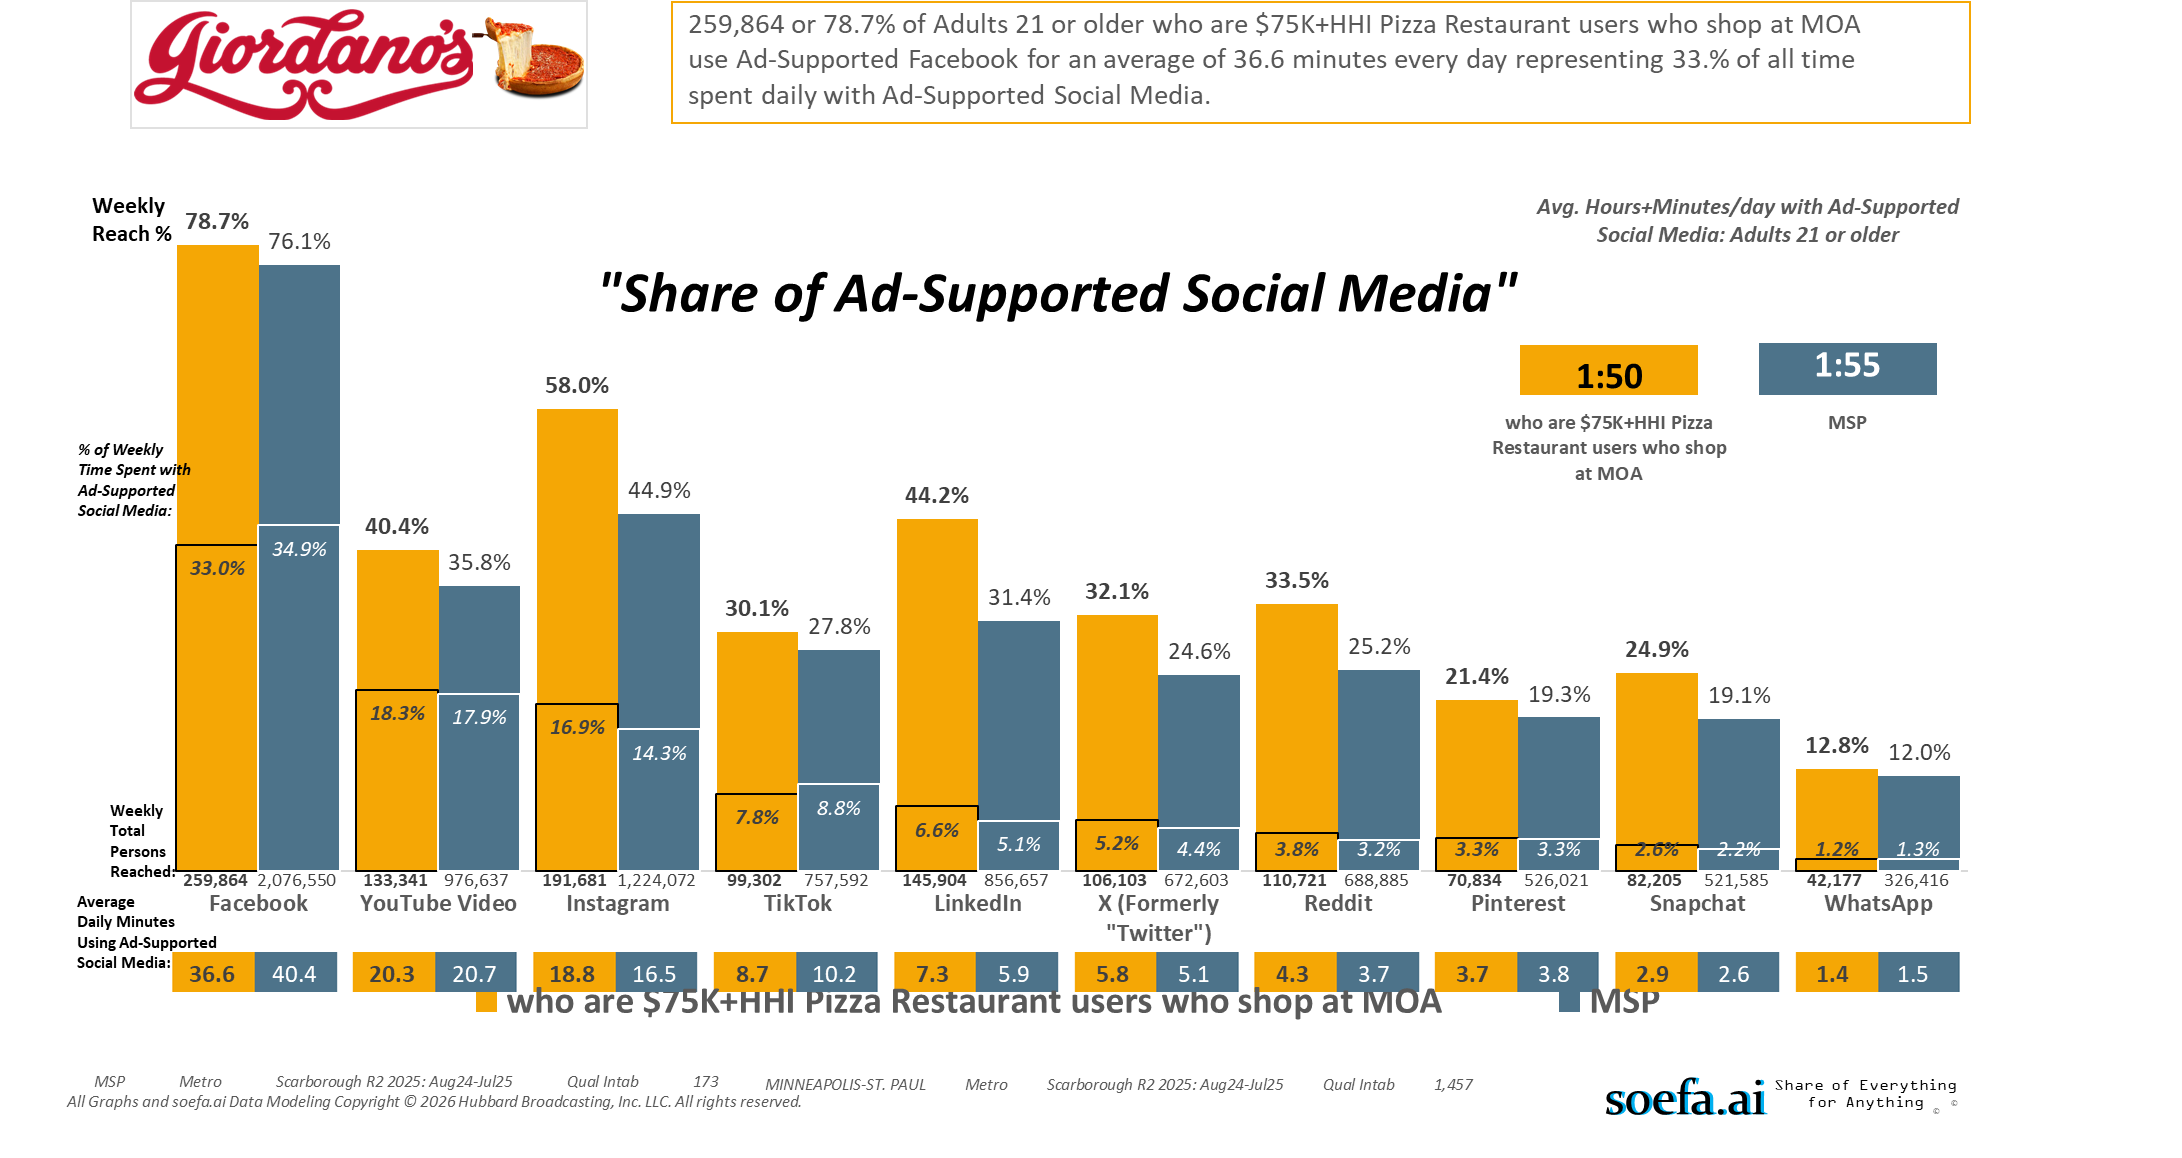 Giordano's
259,864 or 78.7% of Adults 21 or older who are $75K+HHI Pizza Restaurant users who shop at MOA
use Ad-Supported Facebook for an average of 36.6 minutes every day representing 33.% of all time
spent daily with Ad-Supported Social Media.
Weekly
Reach %
Avg. Hours+Minutes/day with Ad-Supported
Social Media: Adults 21 or older
"Share of Ad-Supported Social Media"
1:50
1:55
who are $75K+HHI Pizza
Restaurant users who shop
at MOA
MSP
78.7% 76.1%
40.4% 35.8%
58.0% 44.9%
30.1% 27.8%
44.2% 31.4%
32.1% 24.6%
33.5% 25.2%
21.4% 19.3%
24.9% 19.1%
12.8% 12.0%
% of Weekly
Time Spent with
Ad-Supported
Social Media:
33.0% 34.9%
18.3% 17.9%
16.9% 14.3%
7.8% 8.8%
6.6% 5.1%
5.2% 4.4%
3.8% 3.2%
3.3% 3.3%
2.6% 2.2%
1.2% 1.3%
Weekly
Total
Persons
Reached:
259,864 2,076,550 133,341 976,637 191,681 1,224,072 99,302 757,592 145,904 856,657 106,103 672,603 110,721 688,885 70,834 526,021 82,205 521,585 42,177 326,416
Facebook YouTube Video Instagram TikTok LinkedIn X (Formerly Reddit Pinterest Snapchat WhatsApp
"Twitter")
Average
Daily Minutes
Using Ad-Supported
Social Media:
36.6 40.4 20.3 20.7 18.8 16.5 8.7 10.2 7.3 5.9 5.8 5.1 4.3 3.7 3.7 3.8 2.9 2.6 1.4 1.5
who are $75K+HHI Pizza Restaurant users who shop at MOA MSP
MSP Metro Scarborough R2 2025: Aug24-Jul25 Qual Intab 173 MINNEAPOLIS-ST. PAUL Metro Scarborough R2 2025: Aug24-Jul25 Qual Intab 1,457
All Graphs and soefa.ai Data Modeling Copyright © 2026 Hubbard Broadcasting, Inc. LLC. All rights reserved.
soefa.ai
Share of Everything ©
for Anything ©